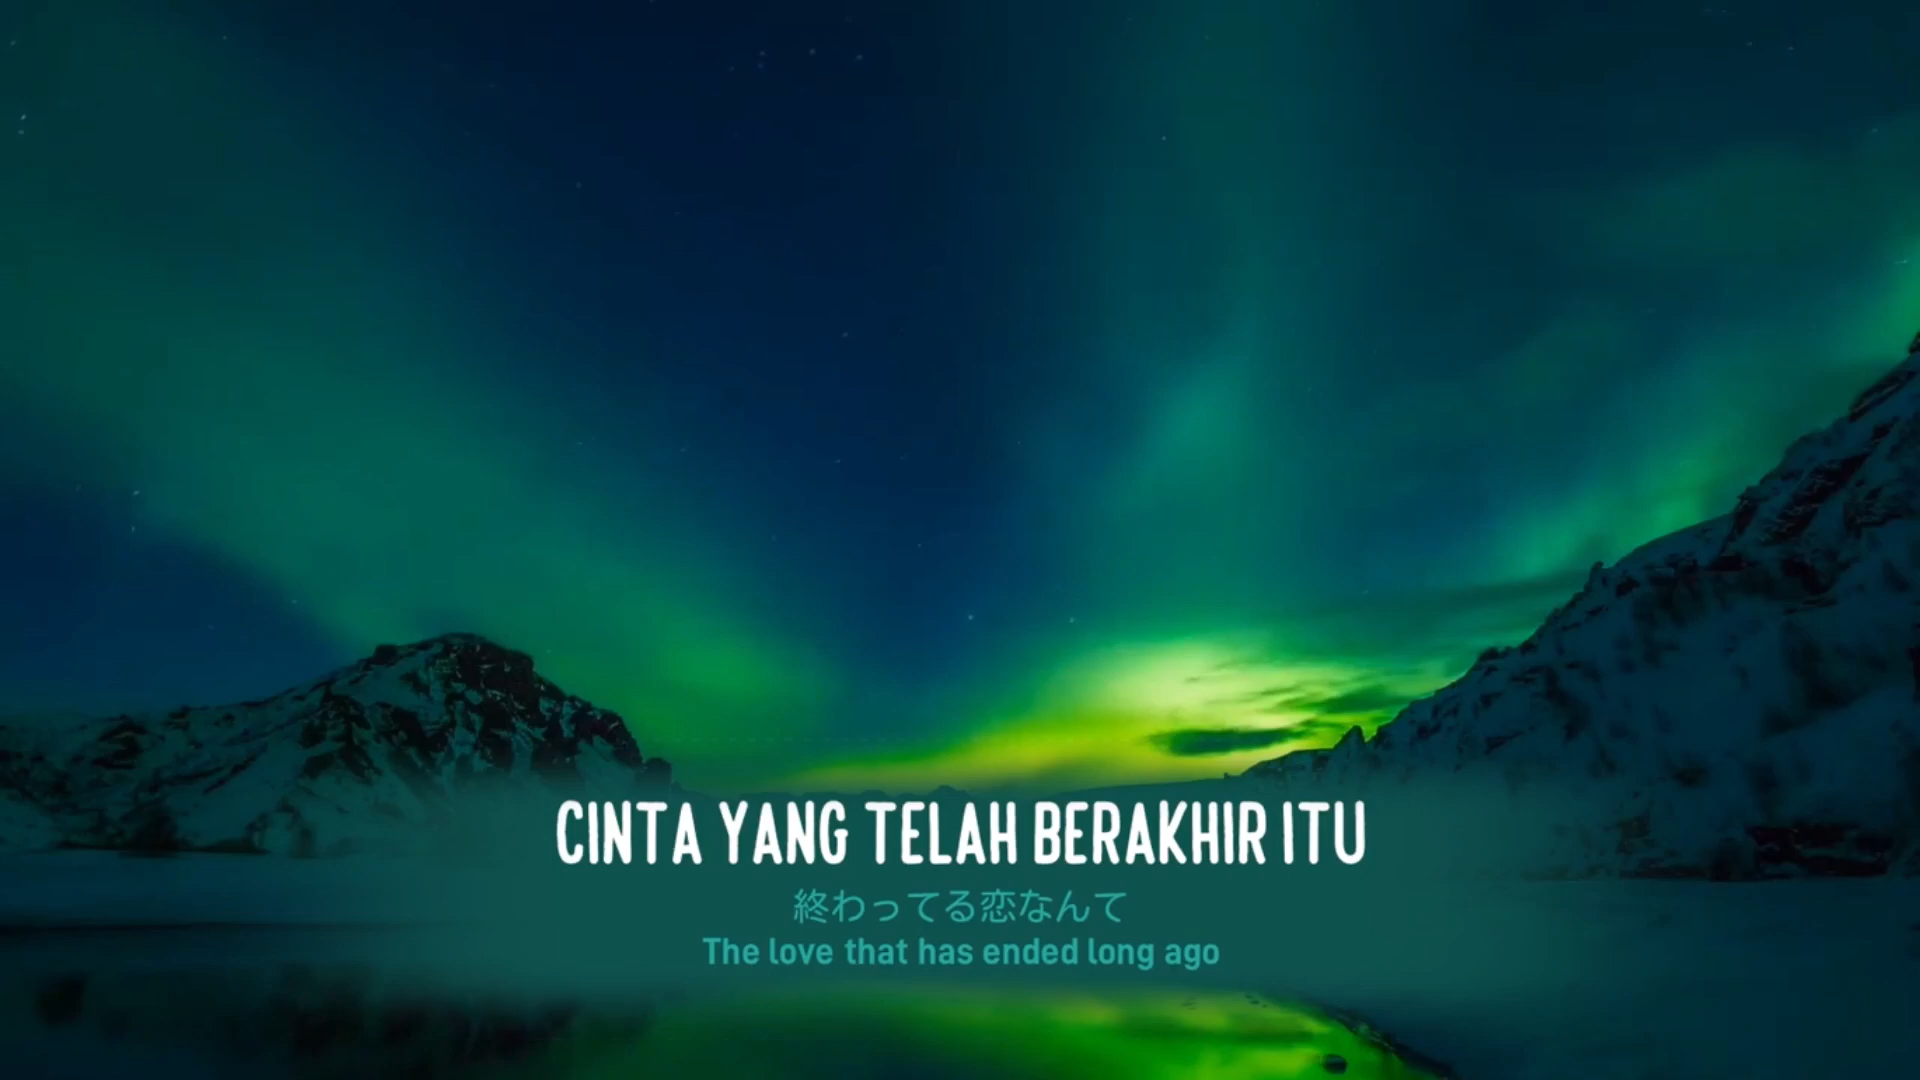 CINTA YANG TELAH BERAKHIR ITU
終わってる恋なんて
The love that has ended long ago